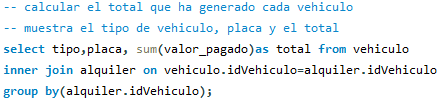 -- calcular el total que ha generado cada vehiculo
-- muestra el tipo de vehiculo, placa y el total
select tipo,placa, sum(valor_pagado)as total from vehiculo
inner join alquiler on vehiculo.idVehiculo=alquiler.idVehiculo
group by(alquiler.idVehiculo);